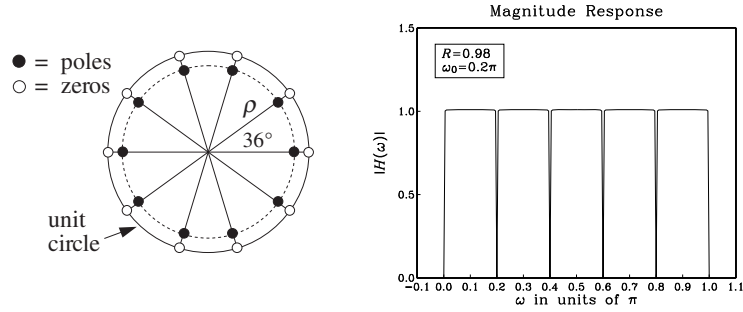 ● = poles
○ = zeros
ρ
36°
unit
circle
Magnitude Response
R=0.98
ω₀=0.2π
|H(ω)|
1.5
1.0
0.5
0.0
-0.1 0.0 0.1 0.2 0.3 0.4 0.5 0.6 0.7 0.8 0.9 1.0 1.1
ω in units of π